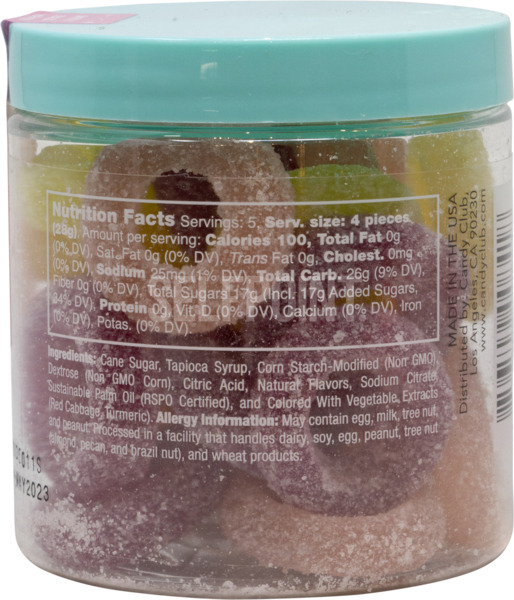 Nutrition Facts Servings: 5, Serv. size: 4 pieces
(28g), Amount per serving: Calories 100, Total Fat 0g
(0% DV), Sat. Fat 0g (0% DV), Trans Fat 0g, Cholest. 0mg
(0% DV), Sodium 25mg (1% DV), Total Carb. 26g (9% DV),
Fiber 0g (0% DV), Total Sugars 17g (Incl. 17g Added Sugars,
34% DV), Protein 0g, Vit. D (0% DV), Calcium (0% DV), Iron
(0% DV), Potas. (0% DV).
Ingredients: Cane Sugar, Tapioca Syrup, Corn Starch-Modified (Non GMO),
Dextrose (Non GMO Corn), Citric Acid, Natural Flavors, Sodium Citrate,
Sustainable Palm Oil (RSPO Certified), and Colored With Vegetable Extracts
(Red Cabbage, Turmeric). Allergy Information: May contain egg, milk, tree nut,
and peanut. Processed in a facility that handles dairy, soy, egg, peanut, tree nut
(almond, pecan, and brazil nut), and wheat products.
MADE IN THE USA
Distributed by Candy Club,
Los Angeles, CA 90230
www.candyclub.com
2023